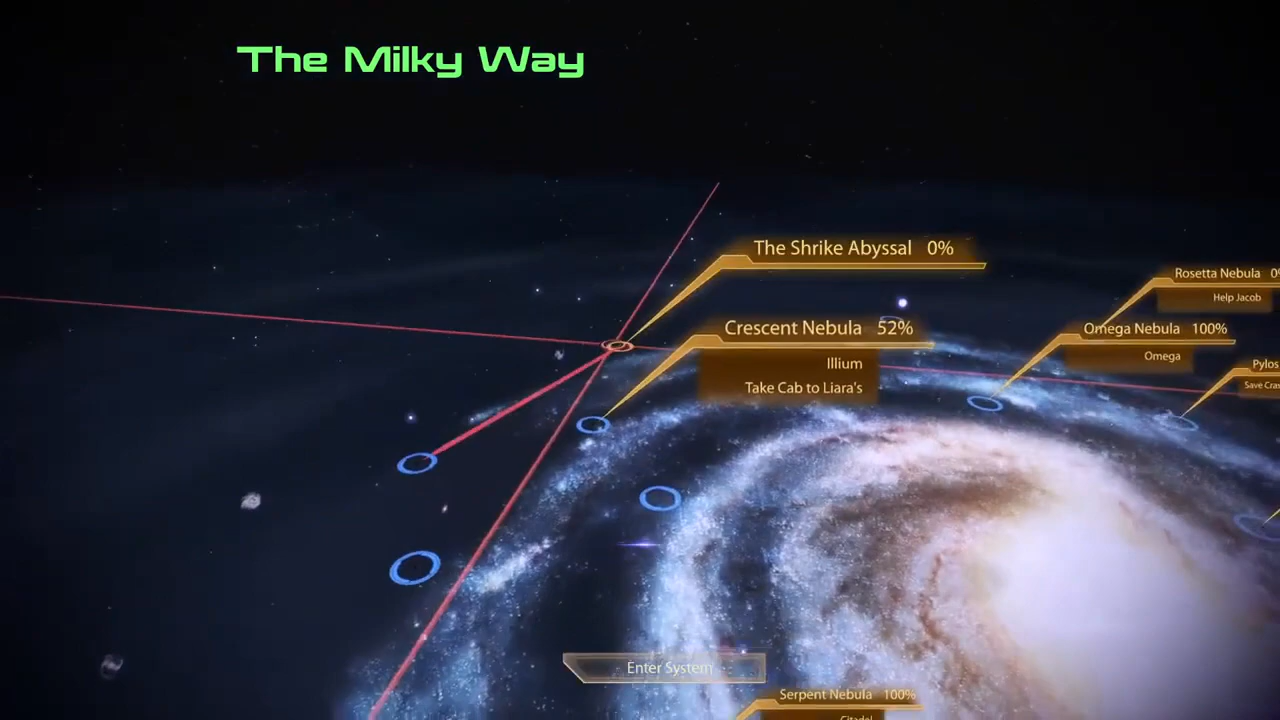 The Milky Way
The Shrike Abyssal 0%
Rosetta Nebula
Help Jacob
Crescent Nebula 52%
Illium
Take Cab to Liara's
Omega Nebula 100%
Omega
Pylos
Enter System
Serpent Nebula 100%
Citadel